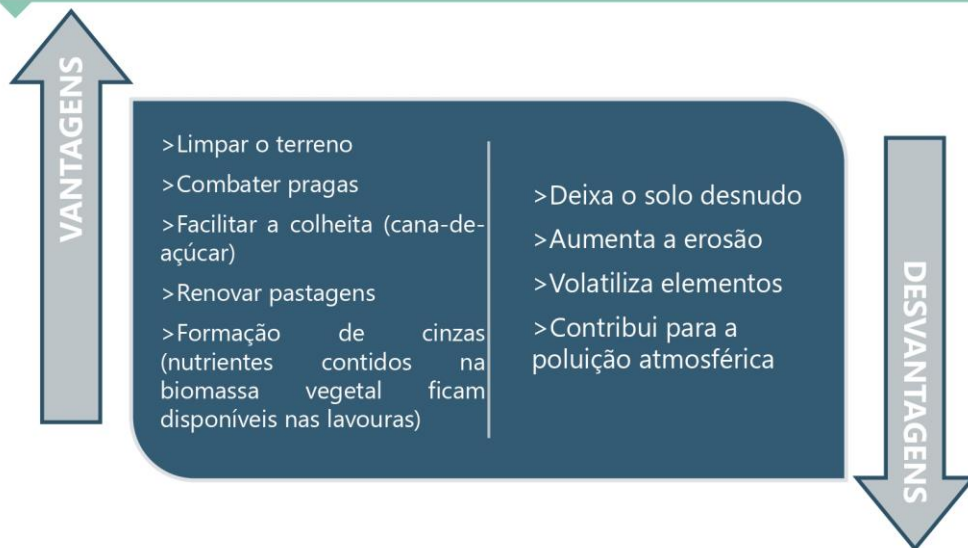 VANTAGENS
>Limpar o terreno
>Combater pragas
>Facilitar a colheita (cana-de-
açúcar)
>Renovar pastagens
>Formação de cinzas
(nutrientes contidos na
biomassa vegetal ficam
disponíveis nas lavouras)
>Deixa o solo desnudo
>Aumenta a erosão
>Volatiliza elementos
>Contribui para a
poluição atmosférica
DESVANTAGENS